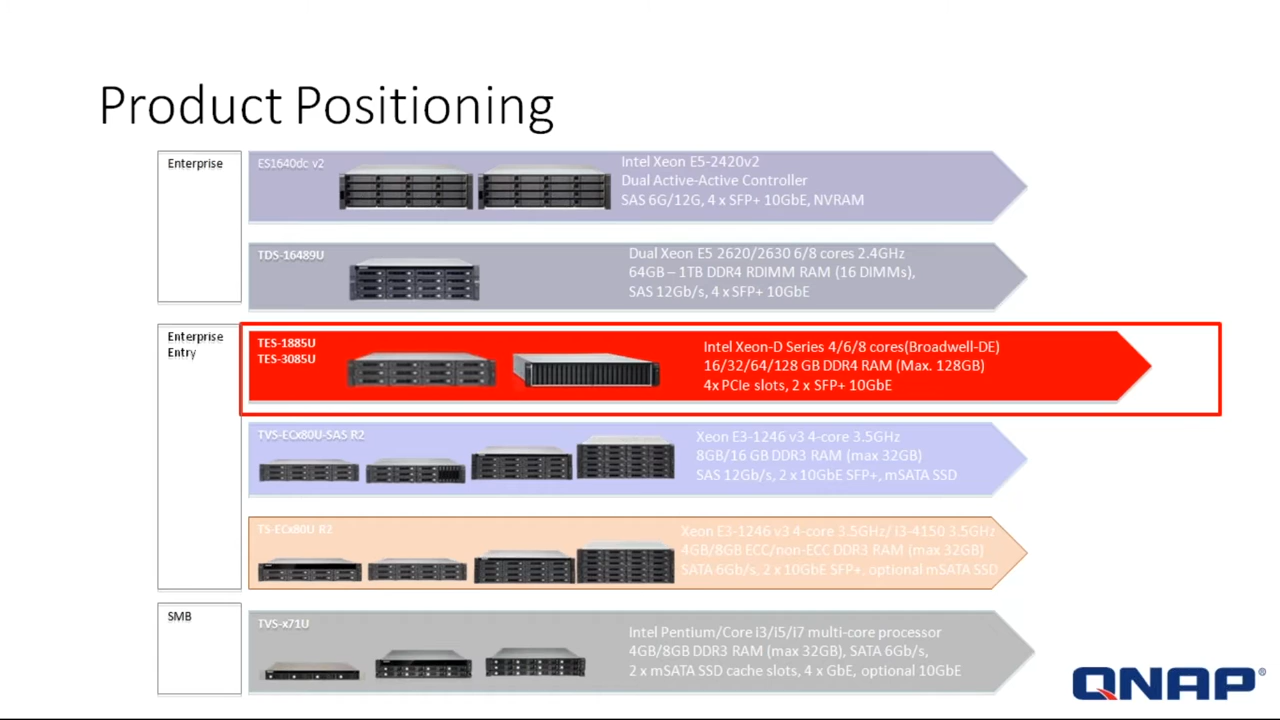 Product Positioning
Enterprise
ES1640dc v2
Intel Xeon E5-2420v2
Dual Active-Active Controller
SAS 6G/12G, 4 x SFP+ 10GbE, NVRAM
TDS-16489U
Dual Xeon E5 2620/2630 6/8 cores 2.4GHz
64GB – 1TB DDR4 RDIMM RAM (16 DIMMs),
SAS 12Gb/s, 4 x SFP+ 10GbE
Enterprise
Entry
TES-1885U
TES-3085U
Intel Xeon-D Series 4/6/8 cores(Broadwell-DE)
16/32/64/128 GB DDR4 RAM (Max. 128GB)
4x PCIe slots, 2 x SFP+ 10GbE
TVS-ECx80U-SAS R2
Xeon E3-1246 v3 4-core 3.5GHz
8GB/16 GB DDR3 RAM (max 32GB)
SAS 12Gb/s, 2 x 10GbE SFP+, mSATA SSD
TS-ECx80U R2
Xeon E3-1246 v3 4-core 3.5GHz/ i3-4150 3.5GHz
4GB/8GB ECC/non-ECC DDR3 RAM (max 32GB)
SATA 6Gb/s, 2 x 10GbE SFP+, optional mSATA SSD
SMB
TVS-x71U
Intel Pentium/Core i3/i5/i7 multi-core processor
4GB/8GB DDR3 RAM (max 32GB), SATA 6Gb/s,
2 x mSATA SSD cache slots, 4 x GbE, optional 10GbE
QNAP®